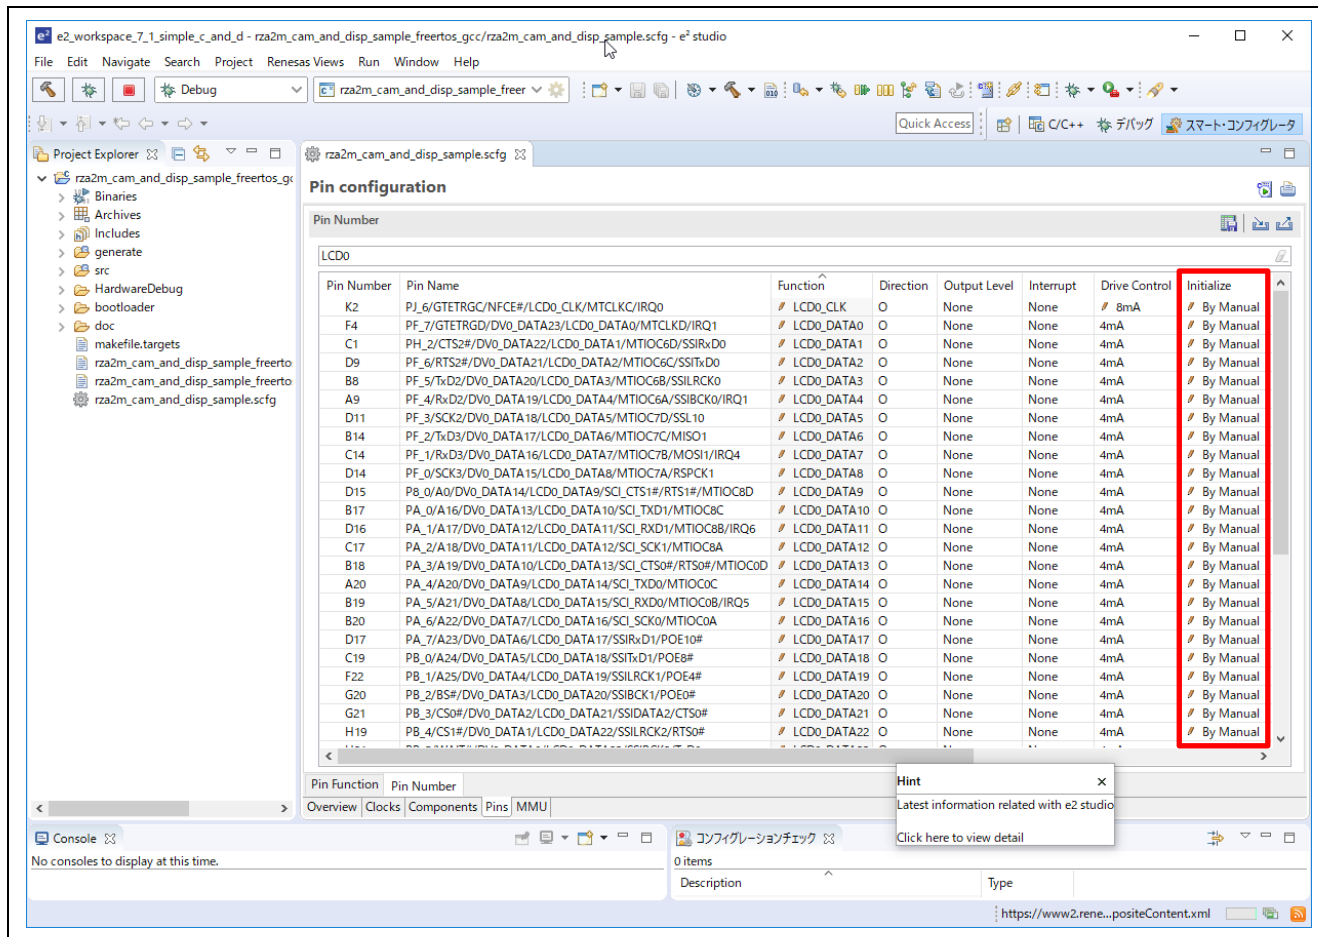 e2_workspace_7_1_simple_c_and_d - rza2m_cam_and_disp_sample_freertos_gcc/rza2m_cam_and_disp_sample.scfg - e² studio
File Edit Navigate Search Project Renesas Views Run Window Help
Debug rza2m_cam_and_disp_sample_freer
Quick Access C/C++ デバッグ スマート・コンフィグレータ
Project Explorer
rza2m_cam_and_disp_sample_freertos_gc
Binaries
Archives
Includes
generate
src
HardwareDebug
bootloader
doc
makefile.targets
rza2m_cam_and_disp_sample_freerto
rza2m_cam_and_disp_sample_freerto
rza2m_cam_and_disp_sample.scfg
rza2m_cam_and_disp_sample.scfg
Pin configuration
Pin Number
LCD0
Pin Number Pin Name Function Direction Output Level Interrupt Drive Control Initialize
K2 PJ_6/GTETRGC/NFCE#/LCD0_CLK/MTCLKC/IRQ0 LCD0_CLK O None None 8mA By Manual
F4 PF_7/GTETRGD/DV0_DATA23/LCD0_DATA0/MTCLKD/IRQ1 LCD0_DATA0 O None None 4mA By Manual
C1 PH_2/CTS2#/DV0_DATA22/LCD0_DATA1/MTIOC6D/SSIRxD0 LCD0_DATA1 O None None 4mA By Manual
D9 PF_6/RTS2#/DV0_DATA21/LCD0_DATA2/MTIOC6C/SSITxD0 LCD0_DATA2 O None None 4mA By Manual
B8 PF_5/TxD2/DV0_DATA20/LCD0_DATA3/MTIOC6B/SSILRCK0 LCD0_DATA3 O None None 4mA By Manual
A9 PF_4/RxD2/DV0_DATA19/LCD0_DATA4/MTIOC6A/SSIBCK0/IRQ1 LCD0_DATA4 O None None 4mA By Manual
D11 PF_3/SCK2/DV0_DATA18/LCD0_DATA5/MTIOC7D/SSL10 LCD0_DATA5 O None None 4mA By Manual
B14 PF_2/TxD3/DV0_DATA17/LCD0_DATA6/MTIOC7C/MISO1 LCD0_DATA6 O None None 4mA By Manual
C14 PF_1/RxD3/DV0_DATA16/LCD0_DATA7/MTIOC7B/MOSI1/IRQ4 LCD0_DATA7 O None None 4mA By Manual
D14 PF_0/SCK3/DV0_DATA15/LCD0_DATA8/MTIOC7A/RSPCK1 LCD0_DATA8 O None None 4mA By Manual
D15 P8_0/A0/DV0_DATA14/LCD0_DATA9/SCI_CTS1#/RTS1#/MTIOC8D LCD0_DATA9 O None None 4mA By Manual
B17 PA_0/A16/DV0_DATA13/LCD0_DATA10/SCI_TXD1/MTIOC8C LCD0_DATA10 O None None 4mA By Manual
D16 PA_1/A17/DV0_DATA12/LCD0_DATA11/SCI_RXD1/MTIOC8B/IRQ6 LCD0_DATA11 O None None 4mA By Manual
C17 PA_2/A18/DV0_DATA11/LCD0_DATA12/SCI_SCK1/MTIOC8A LCD0_DATA12 O None None 4mA By Manual
B18 PA_3/A19/DV0_DATA10/LCD0_DATA13/SCI_CTS0#/RTS0#/MTIOC0D LCD0_DATA13 O None None 4mA By Manual
A20 PA_4/A20/DV0_DATA9/LCD0_DATA14/SCI_TXD0/MTIOC0C LCD0_DATA14 O None None 4mA By Manual
B19 PA_5/A21/DV0_DATA8/LCD0_DATA15/SCI_RXD0/MTIOC0B/IRQ5 LCD0_DATA15 O None None 4mA By Manual
B20 PA_6/A22/DV0_DATA7/LCD0_DATA16/SCI_SCK0/MTIOC0A LCD0_DATA16 O None None 4mA By Manual
D17 PA_7/A23/DV0_DATA6/LCD0_DATA17/SSIRxD1/POE10# LCD0_DATA17 O None None 4mA By Manual
C19 PB_0/A24/DV0_DATA5/LCD0_DATA18/SSITxD1/POE8# LCD0_DATA18 O None None 4mA By Manual
F22 PB_1/A25/DV0_DATA4/LCD0_DATA19/SSILRCK1/POE4# LCD0_DATA19 O None None 4mA By Manual
G20 PB_2/BS#/DV0_DATA3/LCD0_DATA20/SSIBCK1/POE0# LCD0_DATA20 O None None 4mA By Manual
G21 PB_3/CS0#/DV0_DATA2/LCD0_DATA21/SSIDATA2/CTS0# LCD0_DATA21 O None None 4mA By Manual
H19 PB_4/CS1#/DV0_DATA1/LCD0_DATA22/SSILRCK2/RTS0# LCD0_DATA22 O None None 4mA By Manual
Pin Function Pin Number
Overview Clocks Components Pins MMU
Hint
Latest information related with e2 studio
Click here to view detail
Console
No consoles to display at this time.
コンフィグレーションチェック
0 items
Description Type
https://www2.rene...positeContent.xml